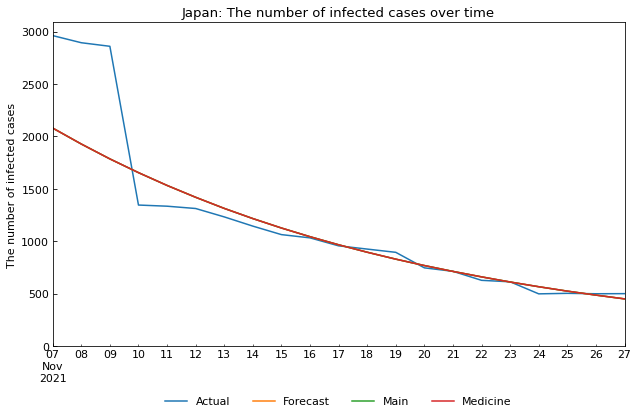 Japan: The number of infected cases over time
The number of infected cases
3000
2500
2000
1500
1000
500
0
07 08 09 10 11 12 13 14 15 16 17 18 19 20 21 22 23 24 25 26 27
Nov
2021
Actual Forecast Main Medicine